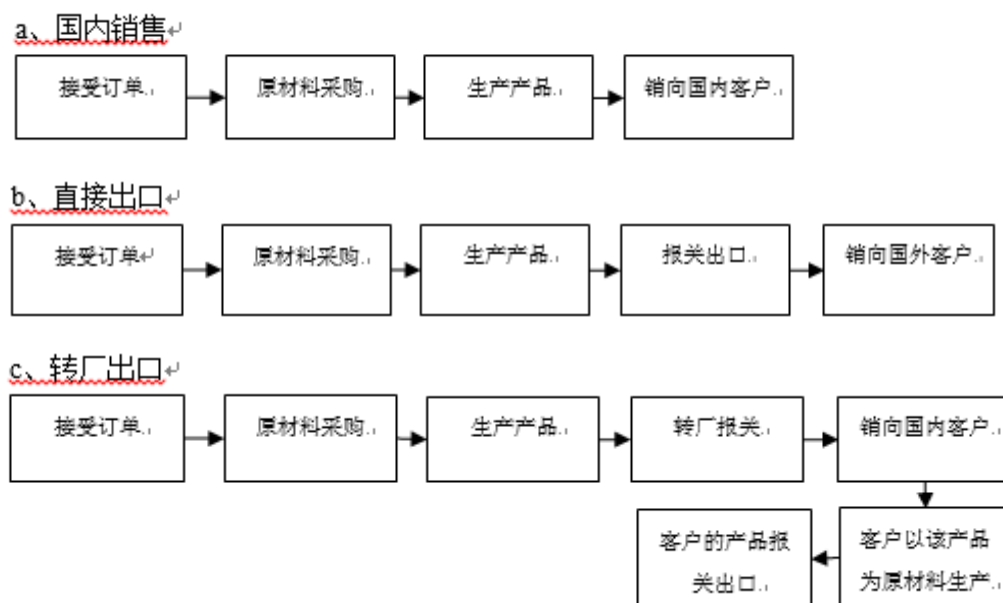 a、国内销售
接受订单
原材料采购
生产产品
销向国内客户
b、直接出口
接受订单
原材料采购
生产产品
报关出口
销向国外客户
c、转厂出口
接受订单
原材料采购
生产产品
转厂报关
销向国内客户
客户的产品报
关出口
客户以该产品
为原材料生产